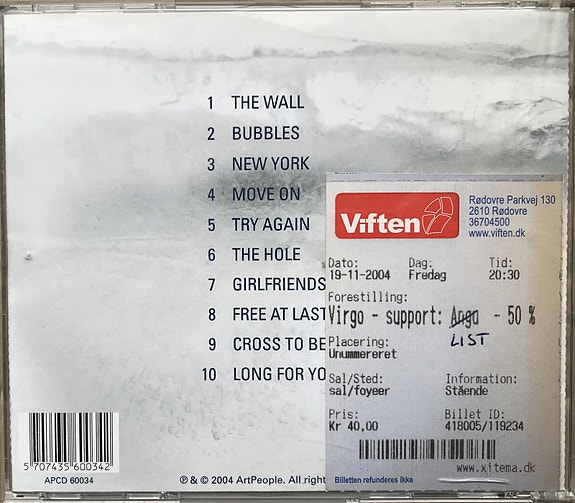 1 THE WALL
2 BUBBLES
3 NEW YORK
4 MOVE ON
5 TRY AGAIN
6 THE HOLE
7 GIRLFRIENDS
8 FREE AT LAST
9 CROSS TO BE
10 LONG FOR YO
5 707435 600342
APCD 60034
℗ & © 2004 ArtPeople. All right
Viften
Rødovre Parkvej 130
2610 Rødovre
36704500
www.viften.dk
Dato: Dag: Tid:
19-11-2004 Fredag 20:30
Forestilling:
Virgo - support: Angu - 50 %
LIST
Placering:
Unummereret
Sal/Sted: Information:
sal/foyeer Stående
Pris: Billet ID:
Kr 40,00 418005/119234
www.xitema.dk
Billetten refunderes ikke